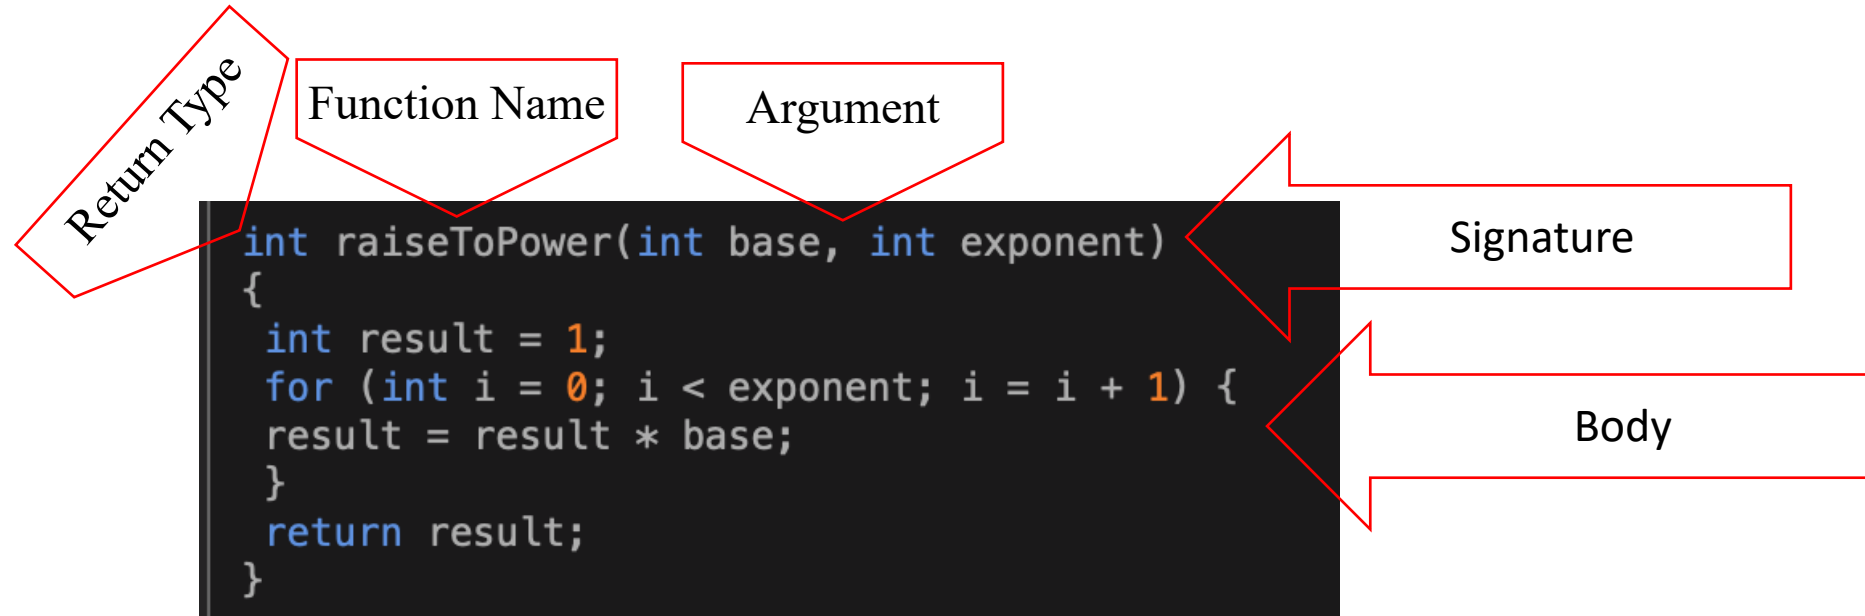 Return Type
Function Name
Argument
Signature
int raiseToPower(int base, int exponent)
{
int result = 1;
for (int i = 0; i < exponent; i = i + 1) {
Body
result = result * base;
}
return result;
}